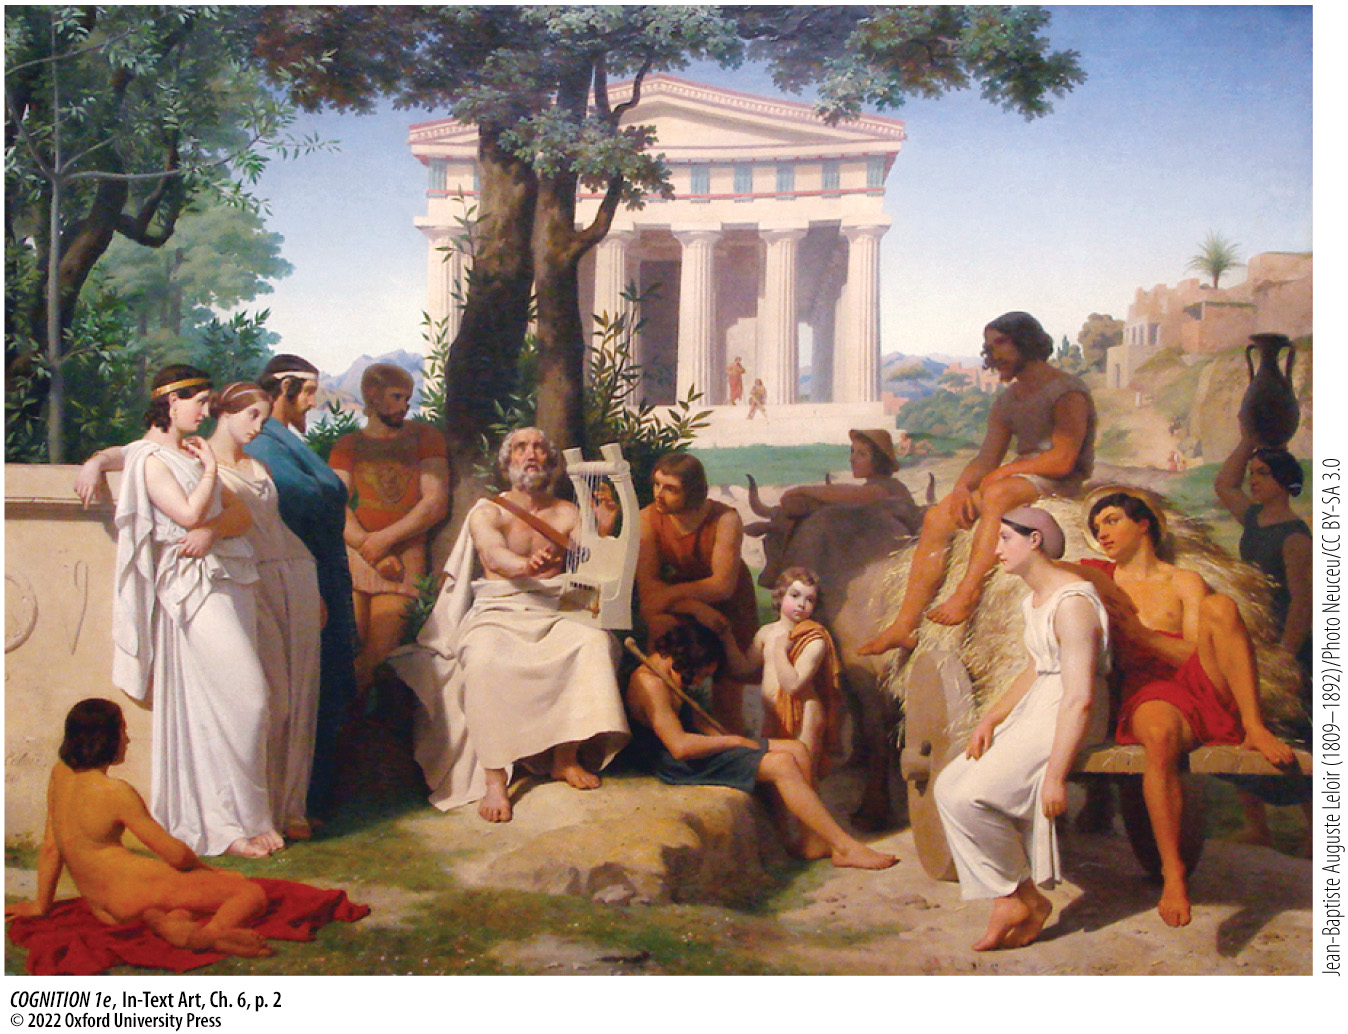 Jean-Baptiste Auguste Leloir (1809–1892)/Photo Neuceu/CC BY-SA 3.0
COGNITION 1e, In-Text Art, Ch. 6, p. 2
© 2022 Oxford University Press